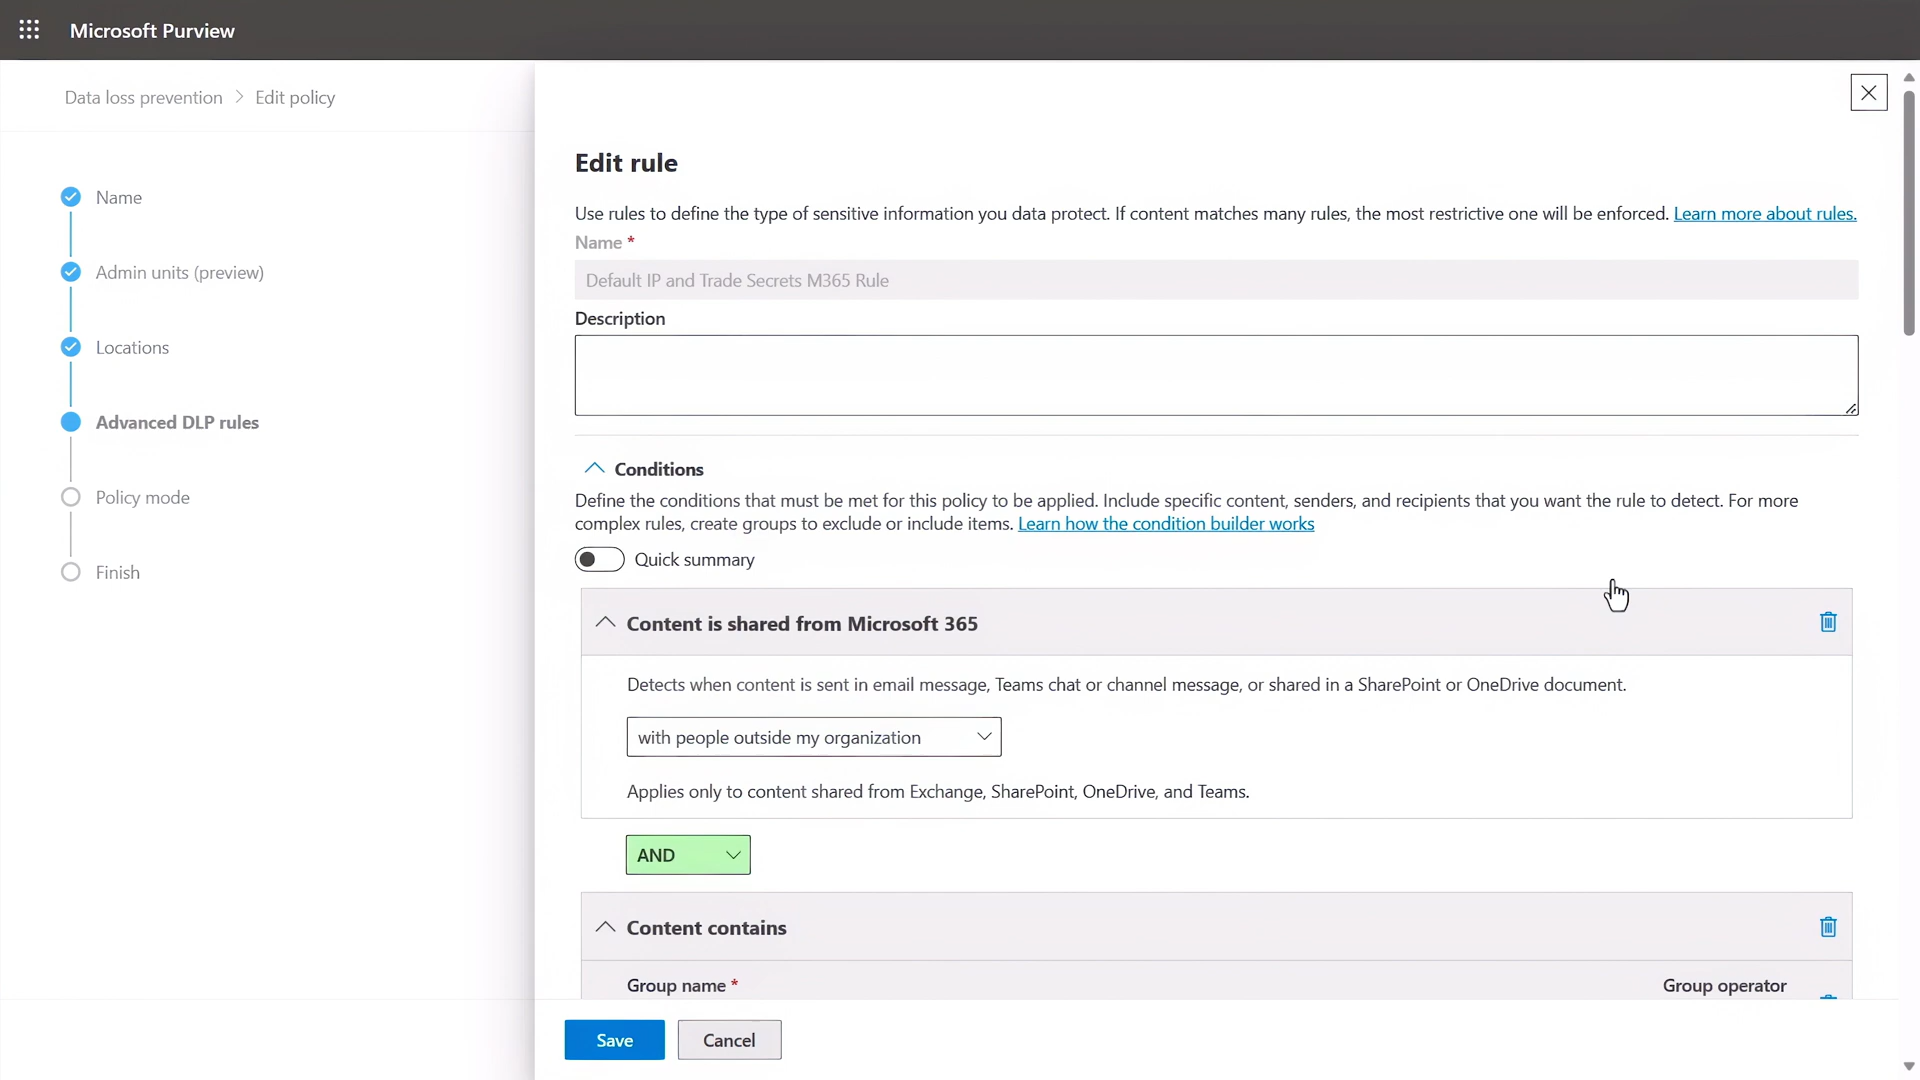 Microsoft Purview
Data loss prevention > Edit policy
Name
Admin units (preview)
Locations
Advanced DLP rules
Policy mode
Finish
Edit rule
Use rules to define the type of sensitive information you data protect. If content matches many rules, the most restrictive one will be enforced. Learn more about rules.
Name *
Default IP and Trade Secrets M365 Rule
Description
Conditions
Define the conditions that must be met for this policy to be applied. Include specific content, senders, and recipients that you want the rule to detect. For more
complex rules, create groups to exclude or include items. Learn how the condition builder works
Quick summary
Content is shared from Microsoft 365
Detects when content is sent in email message, Teams chat or channel message, or shared in a SharePoint or OneDrive document.
with people outside my organization
Applies only to content shared from Exchange, SharePoint, OneDrive, and Teams.
AND
Content contains
Group name * Group operator
Save Cancel